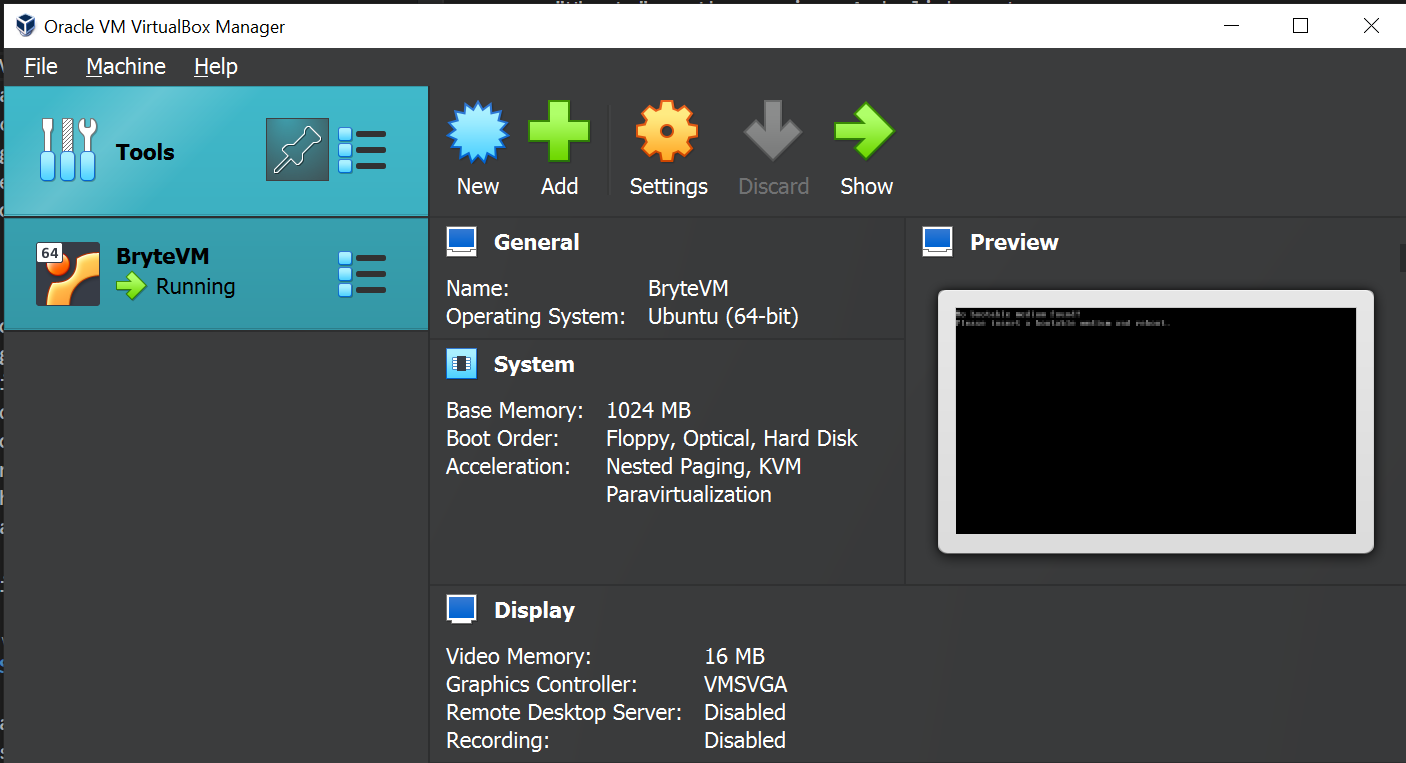 Oracle VM VirtualBox Manager
File Machine Help
Tools
New Add Settings Discard Show
64
BryteVM
Running
General
Name: BryteVM
Operating System: Ubuntu (64-bit)
System
Base Memory: 1024 MB
Boot Order: Floppy, Optical, Hard Disk
Acceleration: Nested Paging, KVM
Paravirtualization
Preview
No bootable medium found!
Please insert a bootable medium and reboot.
Display
Video Memory: 16 MB
Graphics Controller: VMSVGA
Remote Desktop Server: Disabled
Recording: Disabled